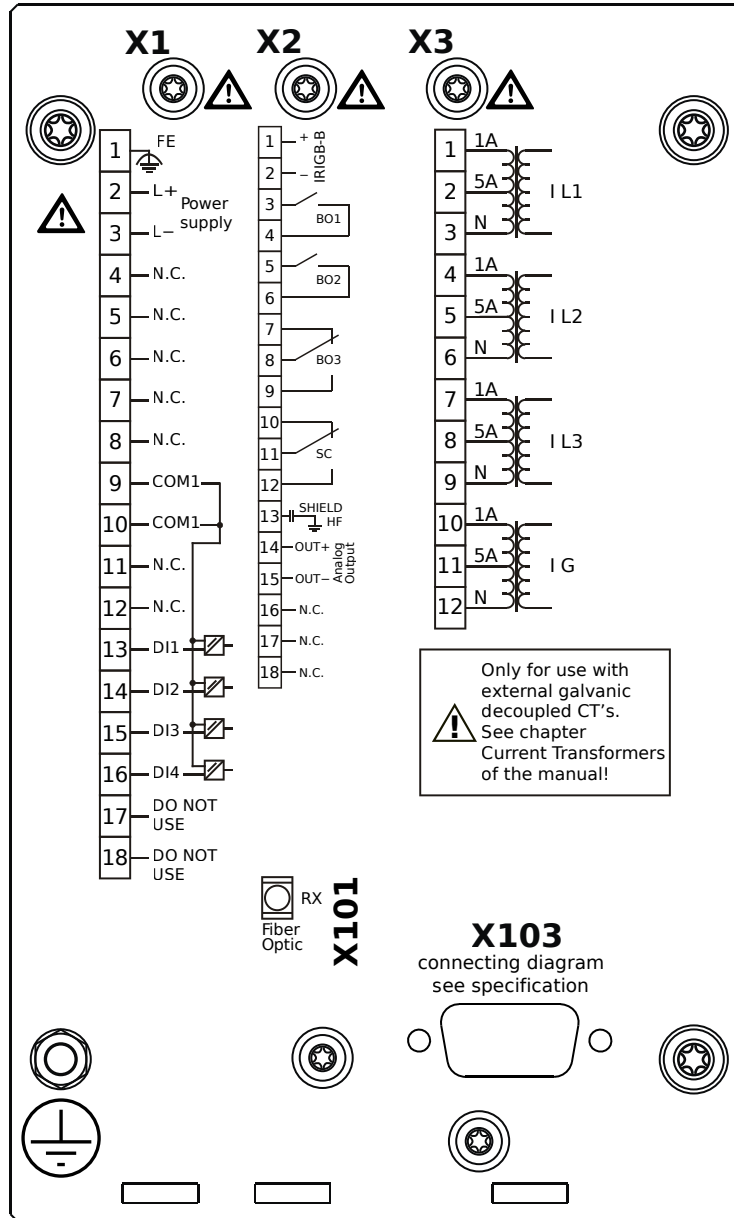 X1
X2
X3
1 FE
2 L+
Power
supply
3 L−
4 N.C.
5 N.C.
6 N.C.
7 N.C.
8 N.C.
9 COM1
10 COM1
11 N.C.
12 N.C.
13 DI1
14 DI2
15 DI3
16 DI4
17 DO NOT
USE
18 DO NOT
USE
1 +
2 −
IRIGB-B
3
BO1
4
5
BO2
6
7
8 BO3
9
10
11 SC
12
13 SHIELD
HF
14 OUT+
15 OUT−
Analog
Output
16 N.C.
17 N.C.
18 N.C.
1 1A
2 5A I L1
3 N
4 1A
5 5A I L2
6 N
7 1A
8 5A I L3
9 N
10 1A
11 5A I G
12 N
Only for use with
external galvanic
decoupled CT's.
See chapter
Current Transformers
of the manual!
RX
Fiber
Optic
X101
X103
connecting diagram
see specification